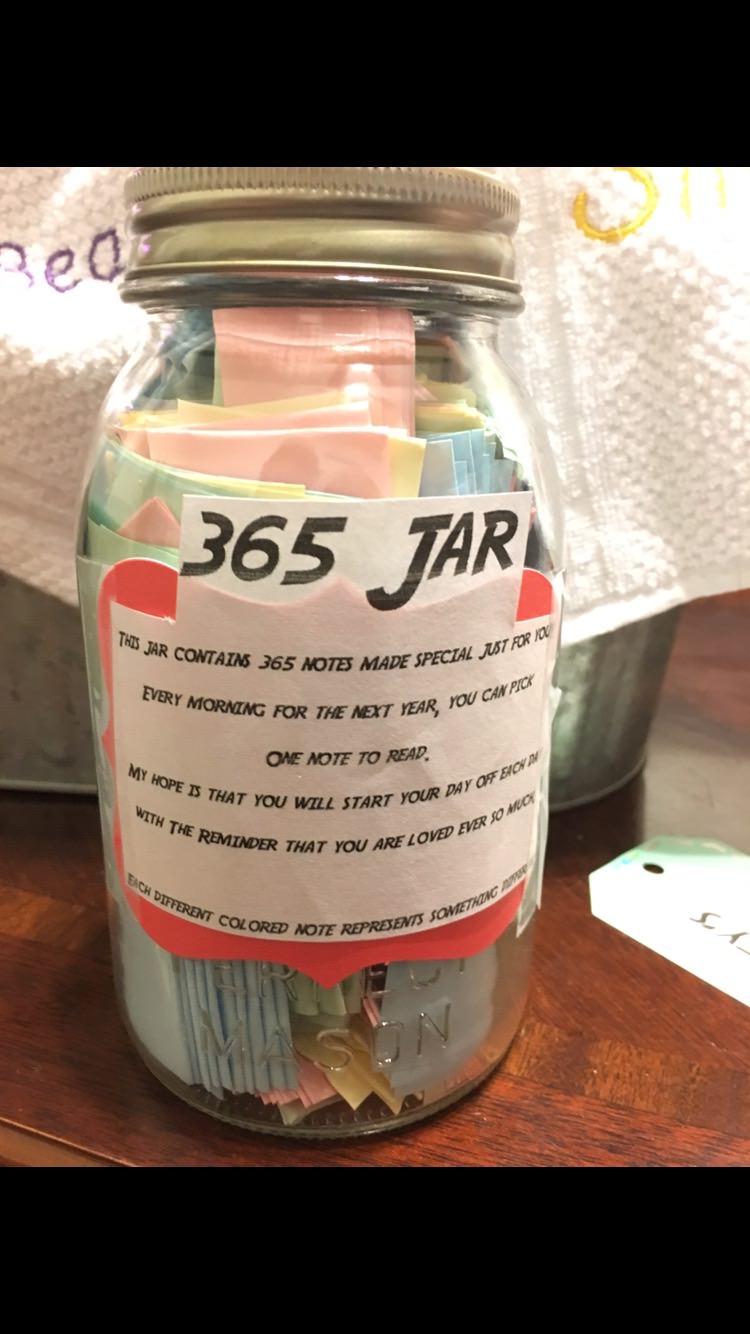 Bea
365 JAR
THIS JAR CONTAINS 365 NOTES MADE SPECIAL JUST FOR YOU
EVERY MORNING FOR THE NEXT YEAR, YOU CAN PICK
ONE NOTE TO READ.
MY HOPE IS THAT YOU WILL START YOUR DAY OFF EACH DA
WITH THE REMINDER THAT YOU ARE LOVED EVER SO MUCH.
EACH DIFFERENT COLORED NOTE REPRESENTS SOMETHING
MASON